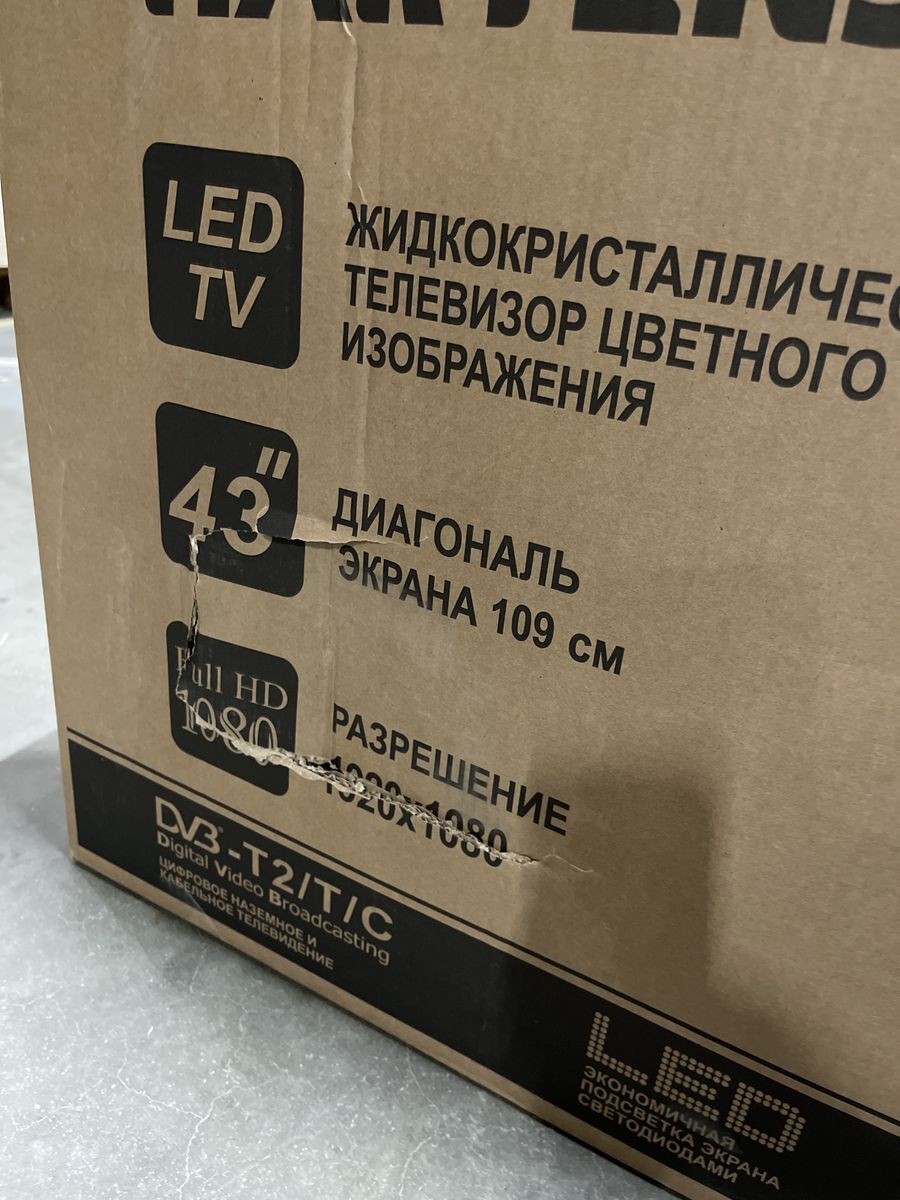 LED
TV
ЖИДКОКРИСТАЛЛИЧЕС
ТЕЛЕВИЗОР ЦВЕТНОГО
ИЗОБРАЖЕНИЯ
43"
ДИАГОНАЛЬ
ЭКРАНА 109 см
Full HD
1080
РАЗРЕШЕНИЕ
1920x1080
DVB-T2/T/C
Digital Video Broadcasting
ЦИФРОВОЕ НАЗЕМНОЕ И
КАБЕЛЬНОЕ ТЕЛЕВИДЕНИЕ
LED
ЭКОНОМИЧНАЯ
ПОДСВЕТКА ЭКРАНА
СВЕТОДИОДАМИ